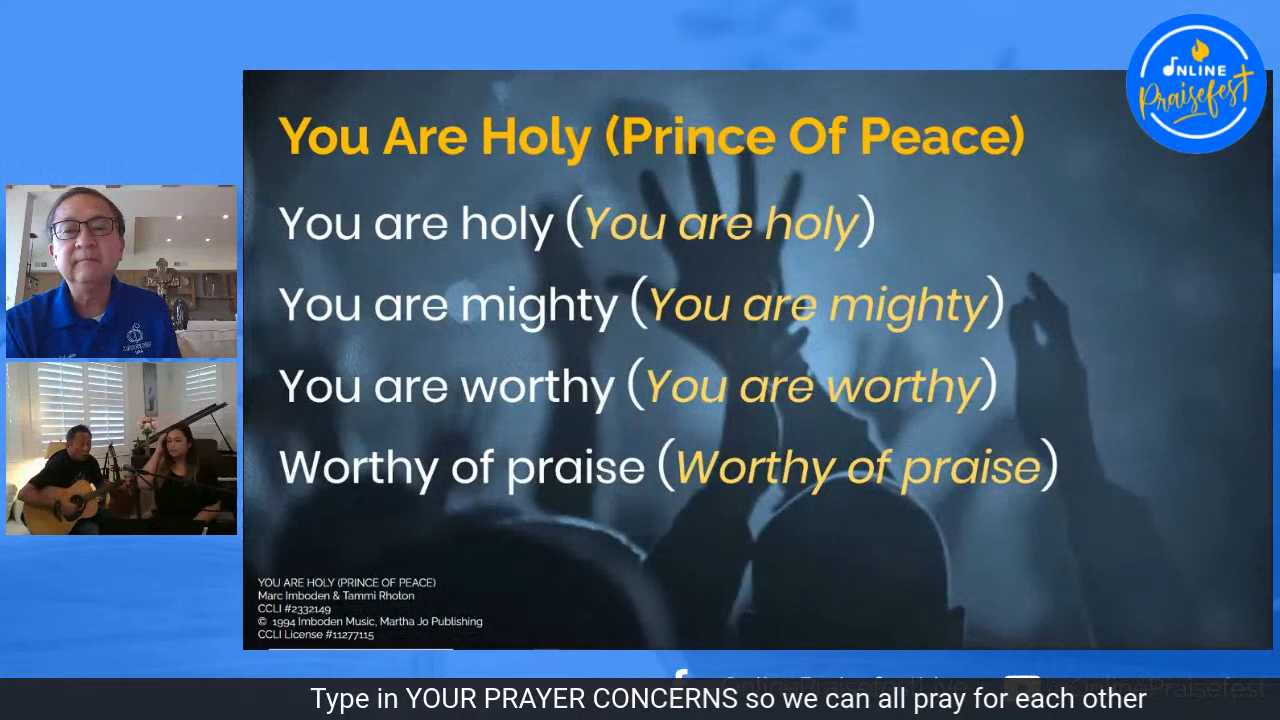 ONLINE
Praisefest
You Are Holy (Prince Of Peace)
You are holy (You are holy)
You are mighty (You are mighty)
You are worthy (You are worthy)
Worthy of praise (Worthy of praise)
YOU ARE HOLY (PRINCE OF PEACE)
Marc Imboden & Tammi Rhoton
CCLI #2332149
© 1994 Imboden Music, Martha Jo Publishing
CCLI License #11277115
Type in YOUR PRAYER CONCERNS so we can all pray for each other